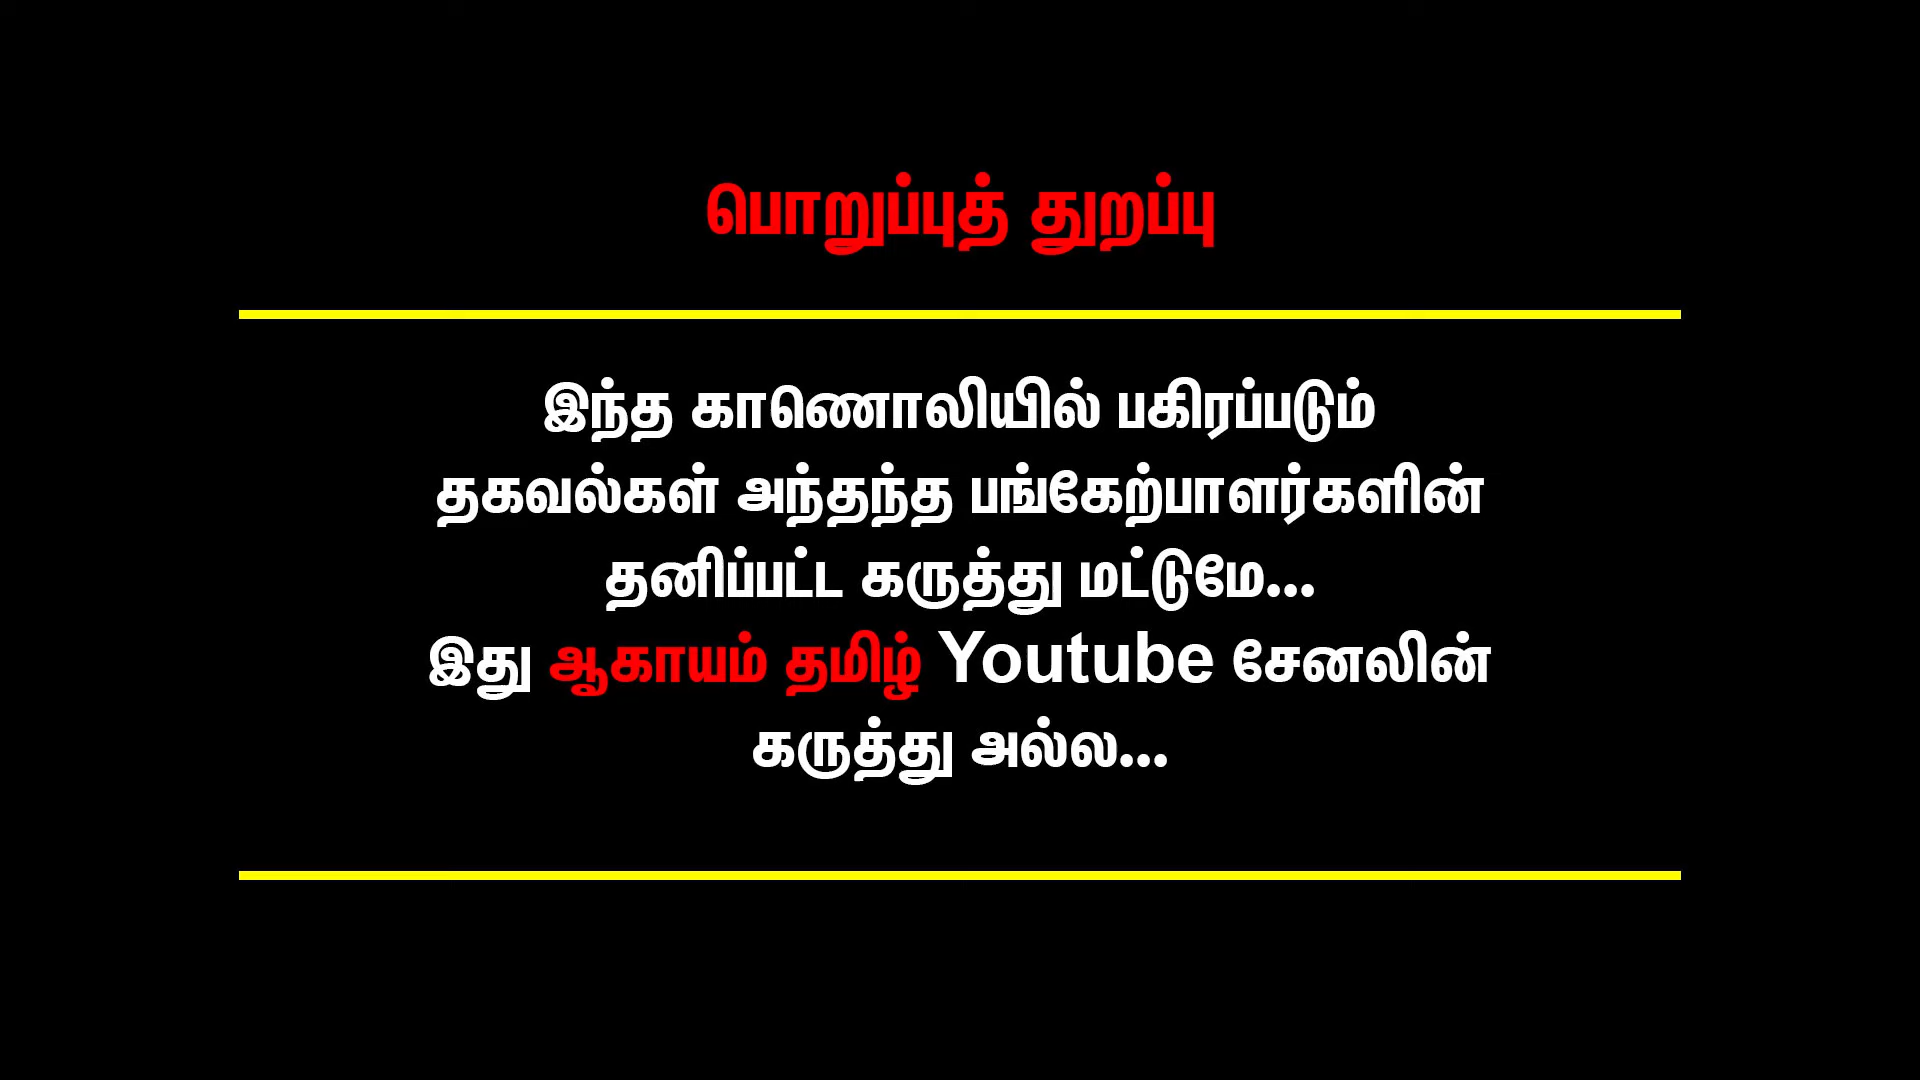 பொறுப்புத் துறப்பு
இந்த காணொலியில் பகிரப்படும்
தகவல்கள் அந்தந்த பங்கேற்பாளர்களின்
தனிப்பட்ட கருத்து மட்டுமே...
இது ஆகாயம் தமிழ் Youtube சேனலின்
கருத்து அல்ல...